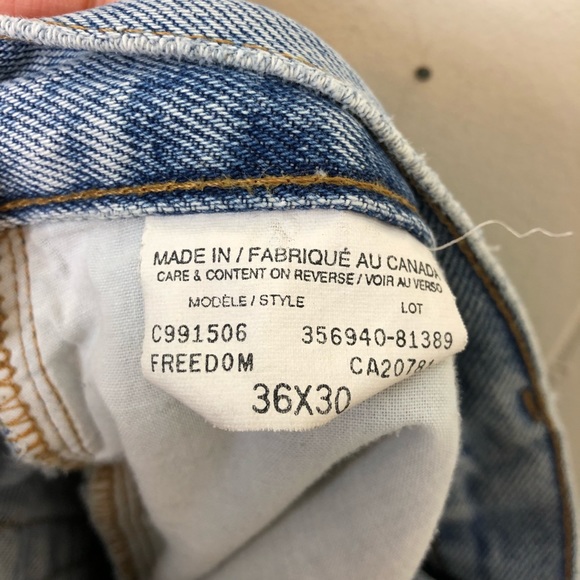 MADE IN / FABRIQUÉ AU CANADA
CARE & CONTENT ON REVERSE / VOIR AU VERSO
MODÈLE / STYLE LOT
C991506 356940-81389
FREEDOM CA20781
36X30